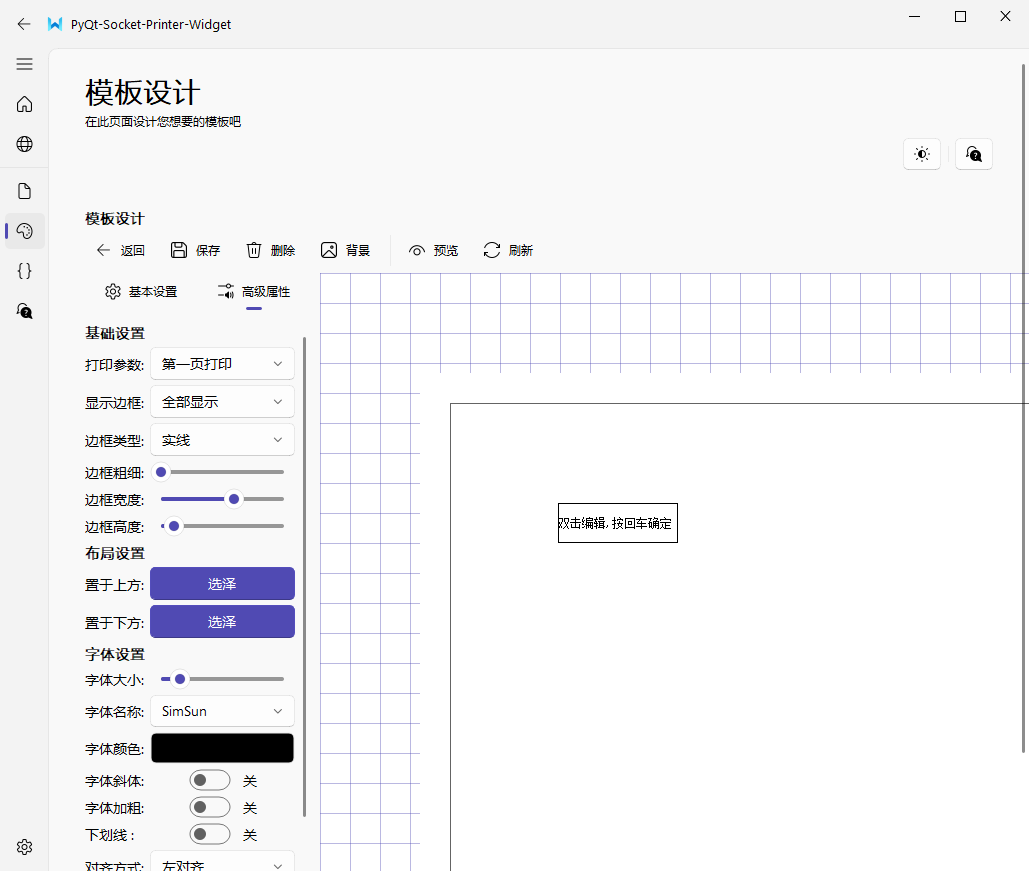 PyQt-Socket-Printer-Widget
模板设计
在此页面设计您想要的模板吧
模板设计
返回 保存 删除 背景 预览 刷新
基本设置 高级属性
基础设置
打印参数: 第一页打印
显示边框: 全部显示
边框类型: 实线
边框粗细:
边框宽度:
双击编辑,按回车确定
边框高度:
布局设置
置于上方: 选泽
置于下方: 选泽
字体设置
字体大小:
字体名称: SimSun
字体颜色:
字体斜体: 关
字体加粗: 关
下划线 : 关
对齐方式: 左对齐